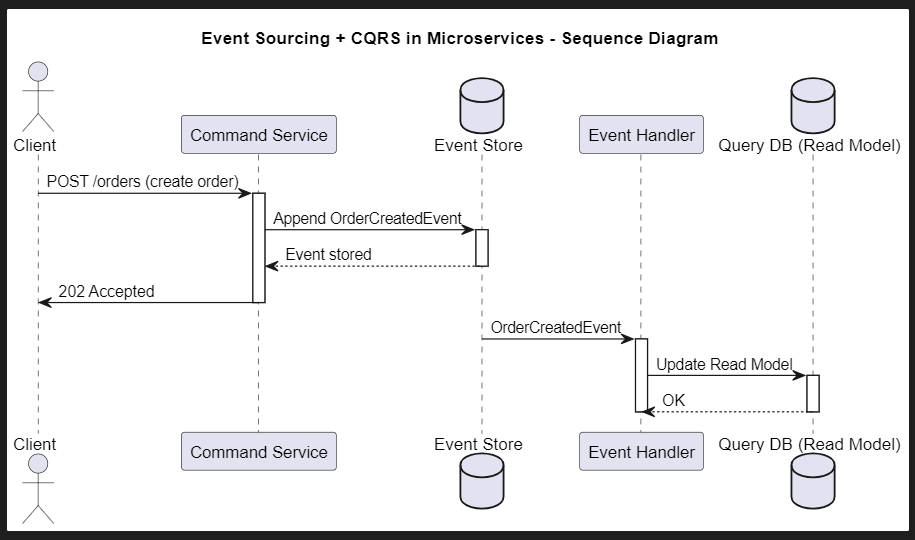 Event Sourcing + CQRS in Microservices - Sequence Diagram
Client
Command Service
Event Store
Event Handler
Query DB (Read Model)
POST /orders (create order)
Append OrderCreatedEvent
Event stored
202 Accepted
OrderCreatedEvent
Update Read Model
OK
Client
Command Service
Event Store
Event Handler
Query DB (Read Model)